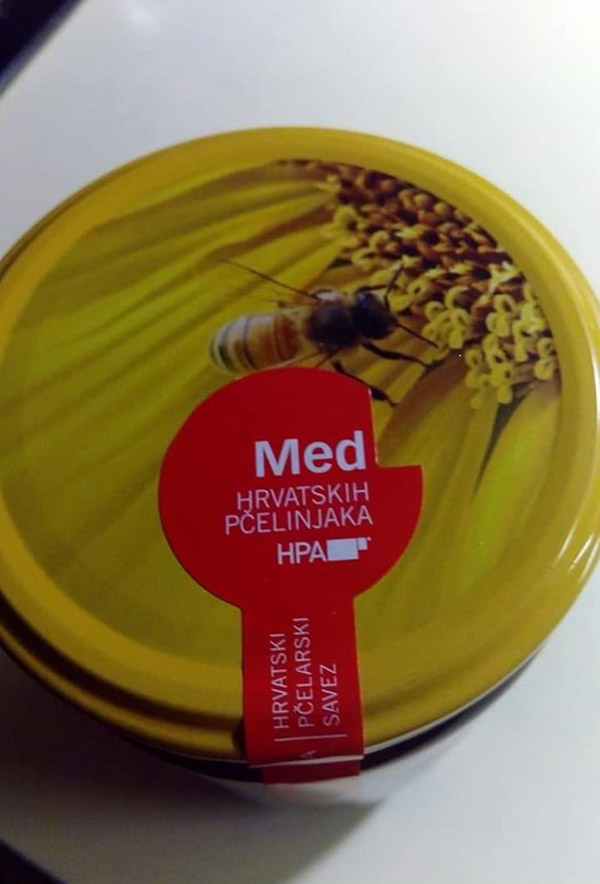 Med
HRVATSKIH
PČELINJAKA
HPA
HRVATSKI
PČELARSKI
SAVEZ